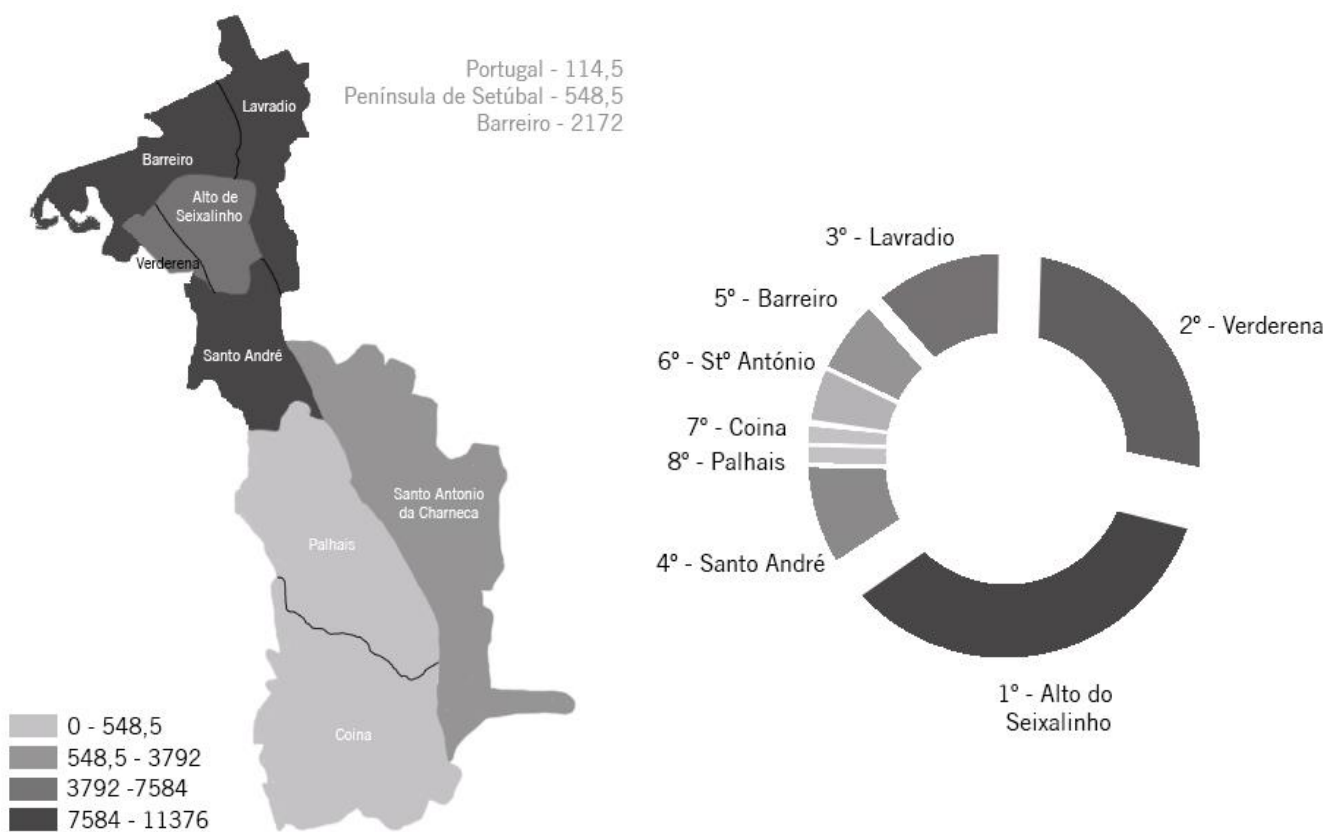 Portugal - 114,5
Península de Setúbal - 548,5
Barreiro - 2172
Lavradio
Barreiro
Alto de
Seixalinho
Verderena
Santo André
Santo Antonio
da Charneca
Palhais
Coina
0 - 548,5
548,5 - 3792
3792 -7584
7584 - 11376
3º - Lavradio
5º - Barreiro
2º - Verderena
6º - Stº António
7º - Coina
8º - Palhais
4º - Santo André
1º - Alto do
Seixalinho